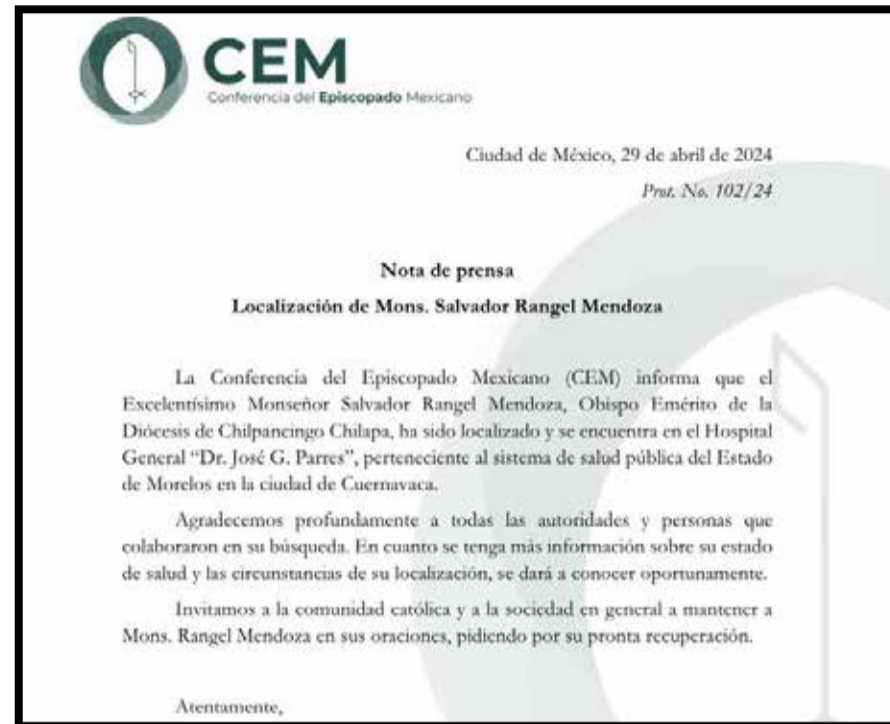 CEM
Conferencia del Episcopado Mexicano
Ciudad de México, 29 de abril de 2024
Prot. No. 102/24
Nota de prensa
Localización de Mons. Salvador Rangel Mendoza
La Conferencia del Episcopado Mexicano (CEM) informa que el
Excelentísimo Monseñor Salvador Rangel Mendoza, Obispo Emérito de la
Diócesis de Chilpancingo Chilapa, ha sido localizado y se encuentra en el Hospital
General “Dr. José G. Parres”, perteneciente al sistema de salud pública del Estado
de Morelos en la ciudad de Cuernavaca.
Agradecemos profundamente a todas las autoridades y personas que
colaboraron en su búsqueda. En cuanto se tenga más información sobre su estado
de salud y las circunstancias de su localización, se dará a conocer oportunamente.
Invitamos a la comunidad católica y a la sociedad en general a mantener a
Mons. Rangel Mendoza en sus oraciones, pidiendo por su pronta recuperación.
Atentamente,